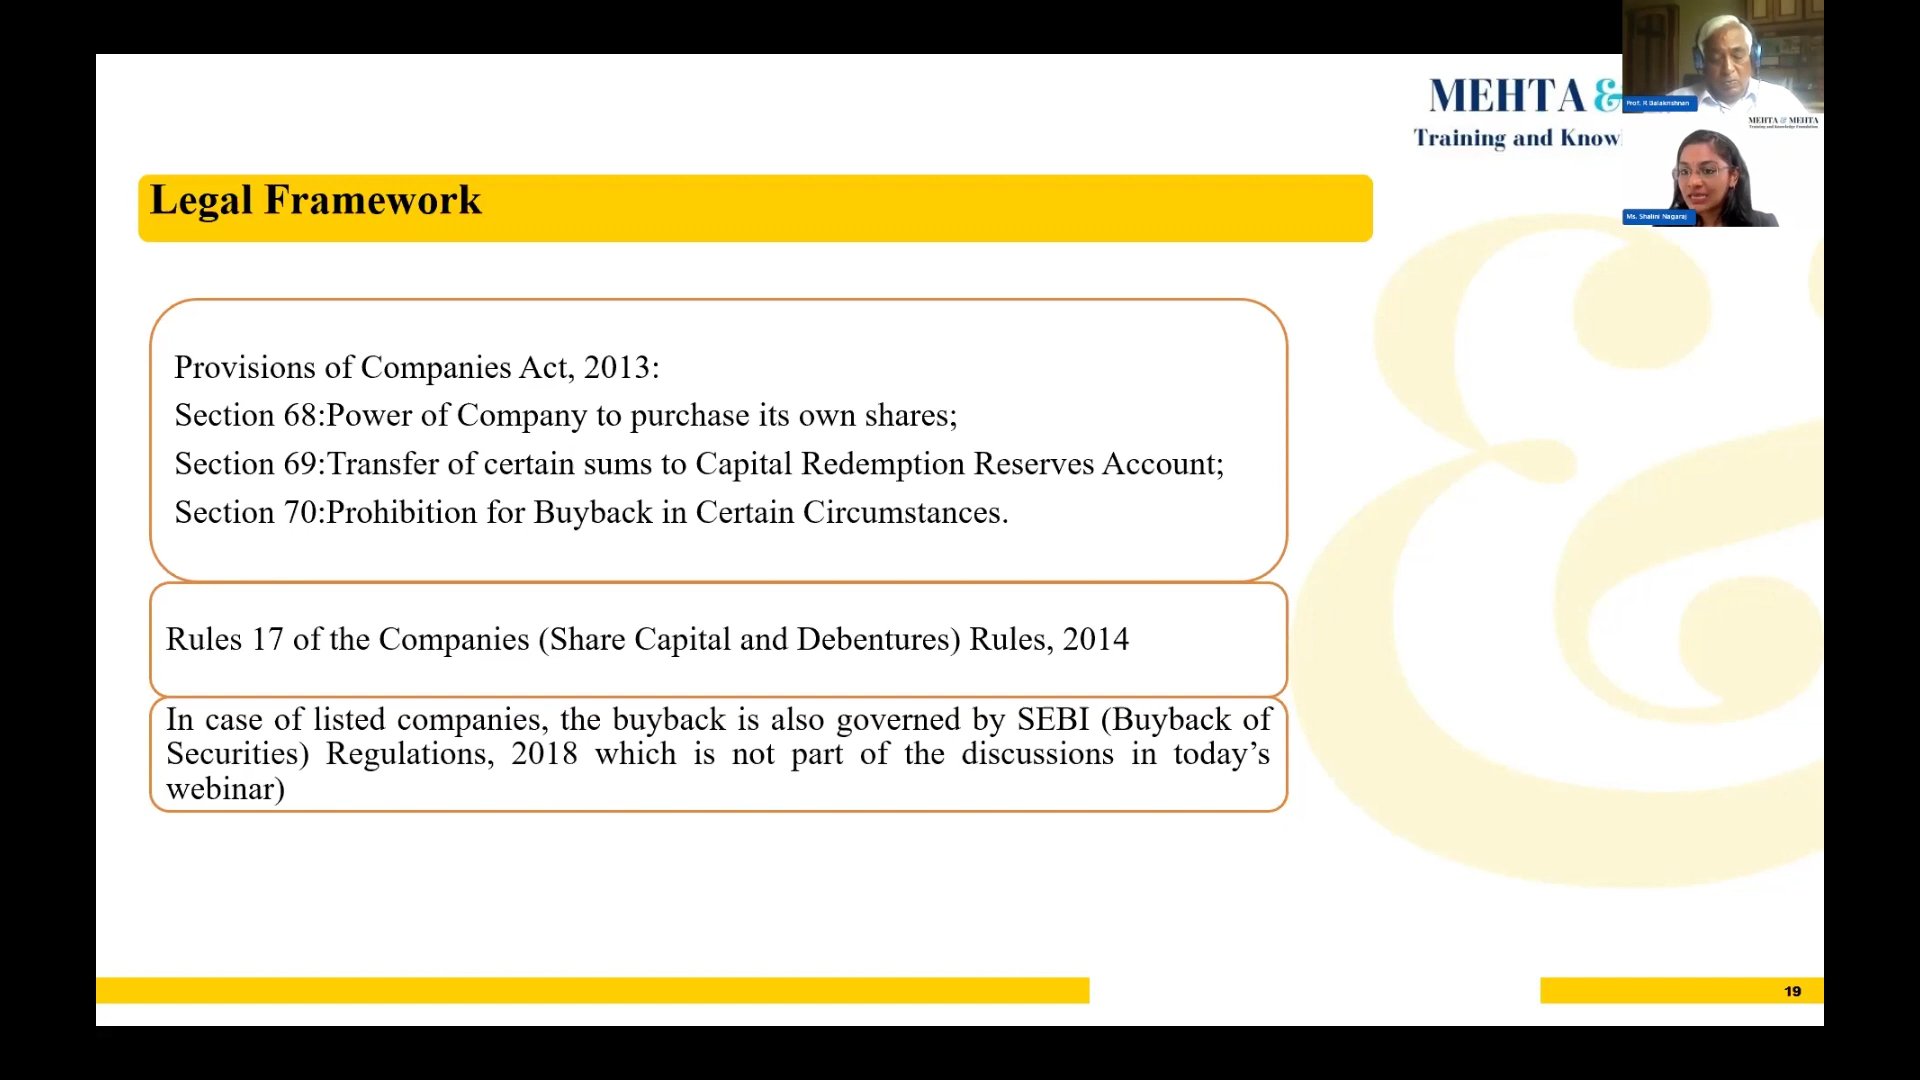 MEHTA &
Training and Know
Prof. R Balakrishnan
MEHTA & MEHTA
Training and Knowledge Foundation
Ms. Shalini Nagaraj
Legal Framework
Provisions of Companies Act, 2013:
Section 68:Power of Company to purchase its own shares;
Section 69:Transfer of certain sums to Capital Redemption Reserves Account;
Section 70:Prohibition for Buyback in Certain Circumstances.
Rules 17 of the Companies (Share Capital and Debentures) Rules, 2014
In case of listed companies, the buyback is also governed by SEBI (Buyback of
Securities) Regulations, 2018 which is not part of the discussions in today’s
webinar)
19